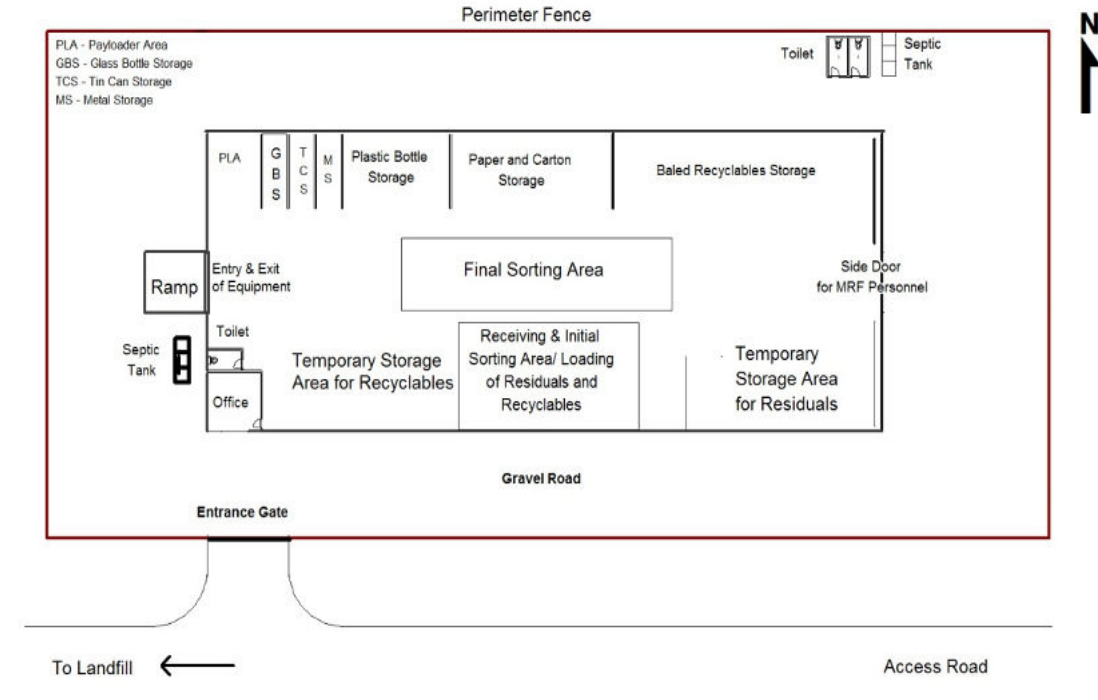 Perimeter Fence
N
PLA - Payloader Area
GBS - Glass Bottle Storage
TCS - Tin Can Storage
MS - Metal Storage
Toilet
Septic
Tank
PLA
G
B
S
T
C
S
M
S
Plastic Bottle
Storage
Paper and Carton
Storage
Baled Recyclables Storage
Ramp
Entry & Exit
of Equipment
Final Sorting Area
Side Door
for MRF Personnel
Septic
Tank
Toilet
Office
Temporary Storage
Area for Recyclables
Receiving & Initial
Sorting Area/ Loading
of Residuals and
Recyclables
Temporary
Storage Area
for Residuals
Gravel Road
Entrance Gate
To Landfill
Access Road